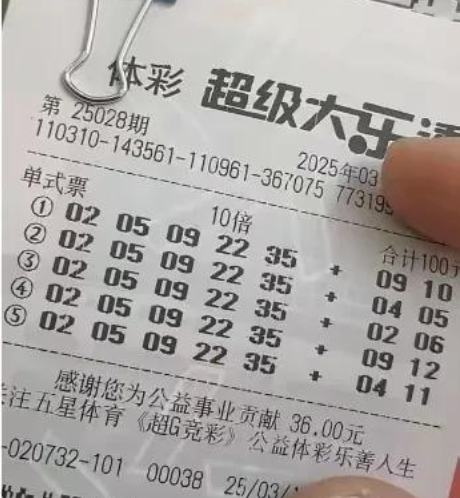 体彩 超级大乐透
第 25028期 2025年03
110310-143561-110961-367075 77319
单式票 10倍 合计100元
① 02 05 09 22 35 + 09 10
② 02 05 09 22 35 + 04 05
③ 02 05 09 22 35 + 02 06
④ 02 05 09 22 35 + 09 12
⑤ 02 05 09 22 35 + 04 11
感谢您为公益事业贡献 36.00元
关注五星体育《超G竞彩》公益体彩乐善人生
-020732-101 00038 25/03/